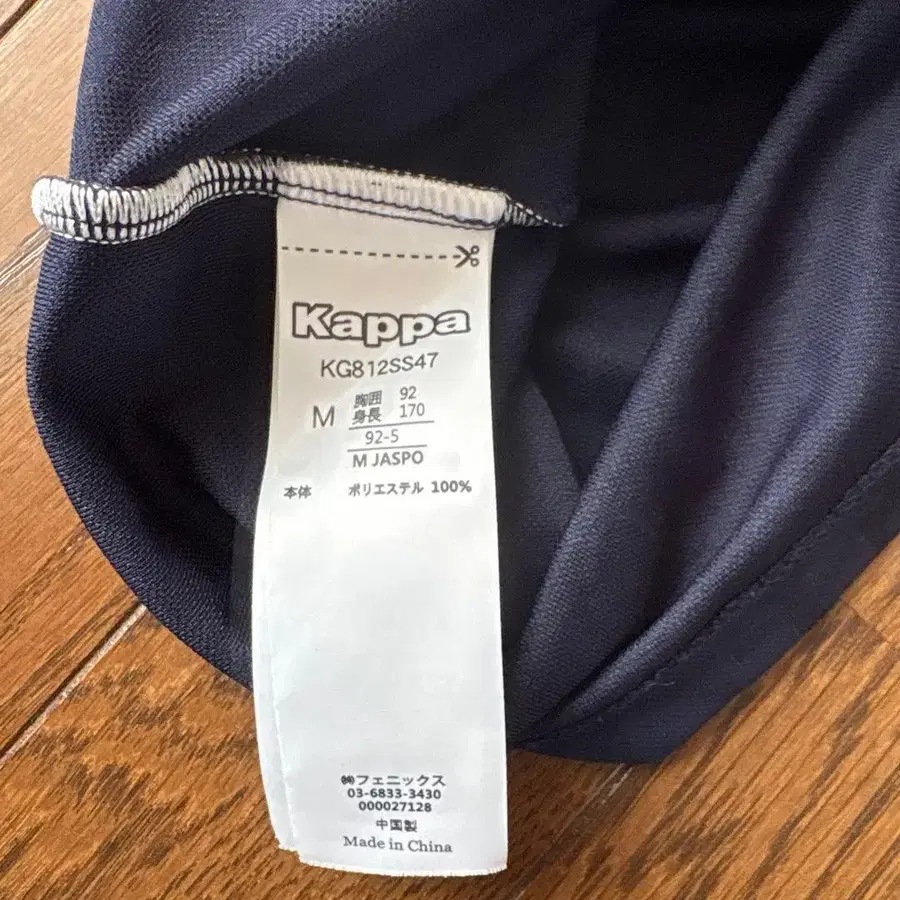 Kappa
KG812SS47
M 胸囲 92
身長 170
92-5
M JASPO
本体 ポリエステル 100%
㈱フェニックス
03-6833-3430
000027128
中国製
Made in China